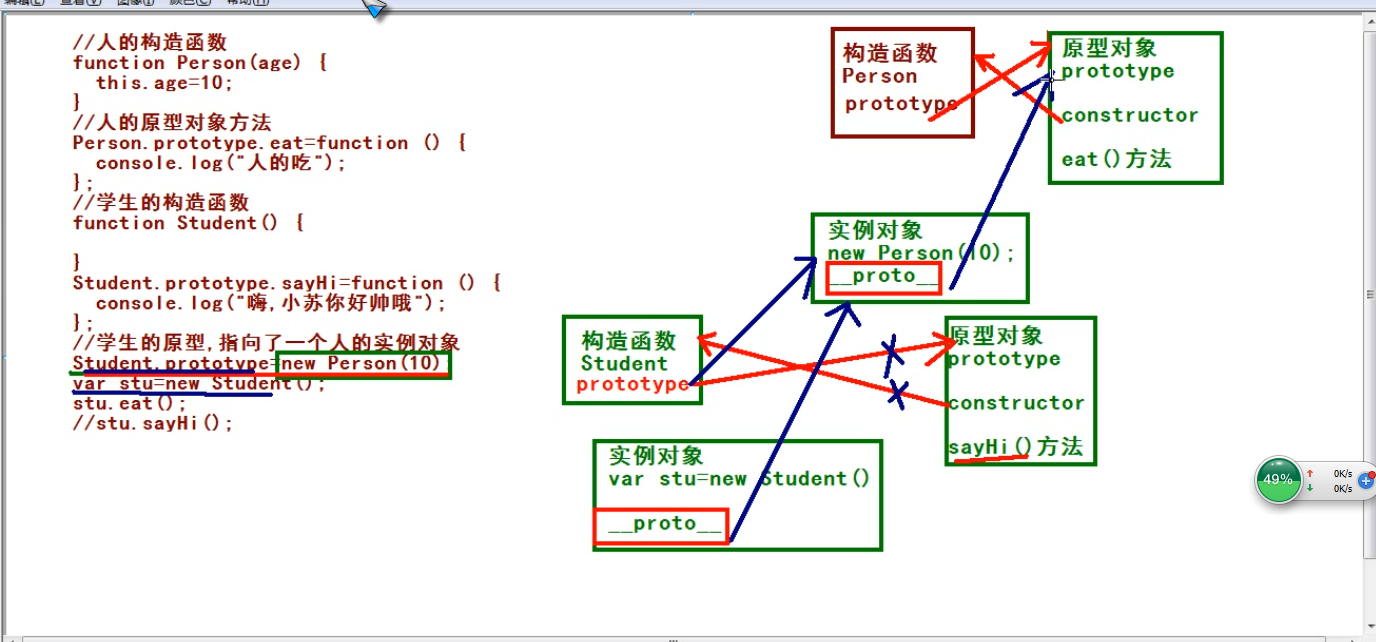 编辑(E) 查看(V) 图像(I) 颜色(C) 帮助(H)
//人的构造函数
function Person(age) {
this.age=10;
}
//人的原型对象方法
Person.prototype.eat=function () {
console.log("人的吃");
};
//学生的构造函数
function Student() {
}
Student.prototype.sayHi=function () {
console.log("嗨,小苏你好帅哦");
};
//学生的原型,指向了一个人的实例对象
Student.prototype=new Person(10)
var stu=new Student();
stu.eat();
//stu.sayHi();
构造函数
Person
prototype
原型对象
prototype
constructor
eat()方法
实例对象
new Person(10);
__proto__
构造函数
Student
prototype
原型对象
prototype
constructor
sayHi()方法
实例对象
var stu=new Student()
__proto__
49%
0K/s
0K/s